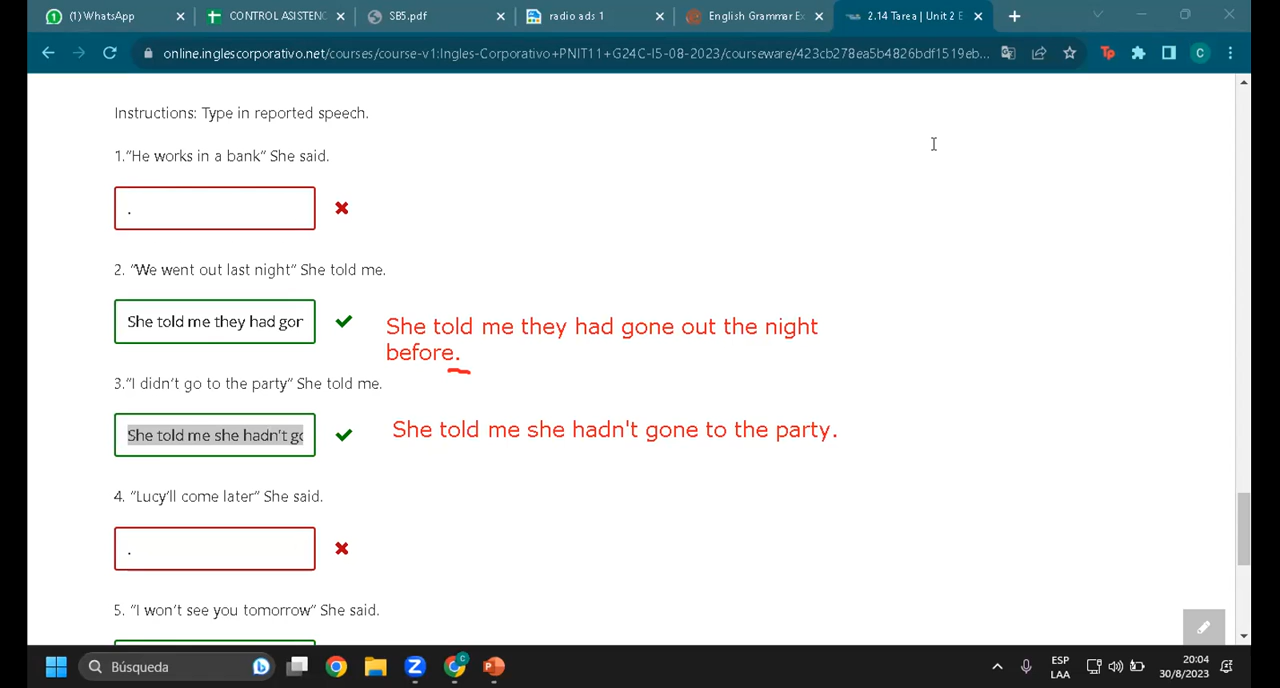 (1) WhatsApp
CONTROL ASISTENC
SB5.pdf
radio ads 1
English Grammar Ex
2.14 Tarea | Unit 2 E
online.inglescorporativo.net/courses/course-v1:Ingles-Corporativo+PNIT11+G24C-I5-08-2023/courseware/423cb278ea5b4826bdf1519eb...
Instructions: Type in reported speech.
1."He works in a bank" She said.
.
2. "We went out last night" She told me.
She told me they had gon
She told me they had gone out the night
before.
3."I didn't go to the party" She told me.
She told me she hadn't go
She told me she hadn't gone to the party.
4. "Lucy'll come later" She said.
.
5. "I won't see you tomorrow" She said.
Búsqueda
ESP
LAA
20:04
30/8/2023